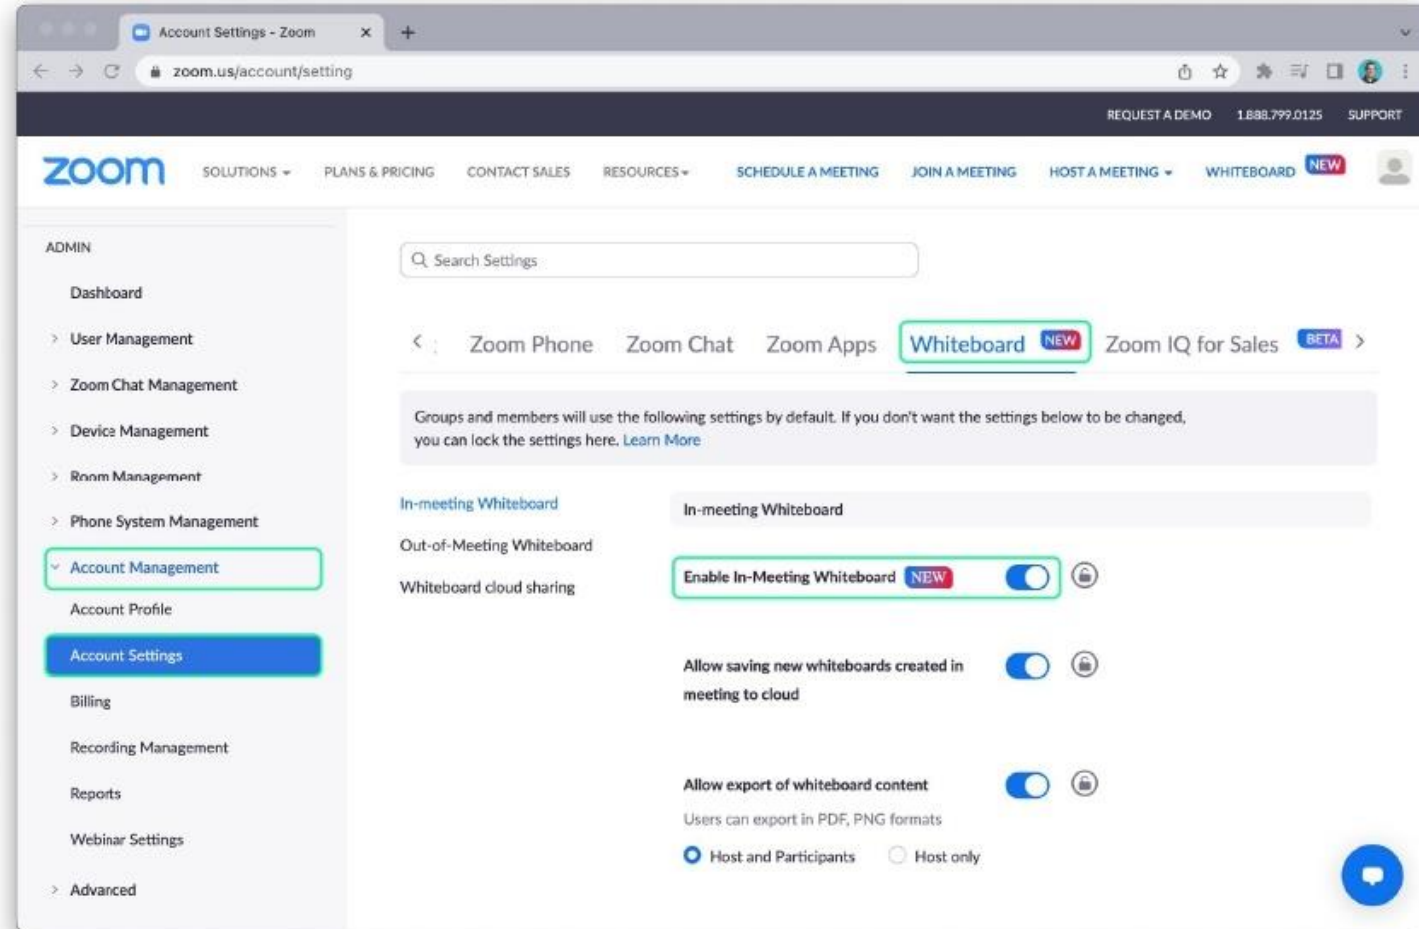 Account Settings - Zoom
zoom.us/account/setting
REQUEST A DEMO 1.888.799.0125 SUPPORT
zoom SOLUTIONS PLANS & PRICING CONTACT SALES RESOURCES SCHEDULE A MEETING JOIN A MEETING HOST A MEETING WHITEBOARD NEW
ADMIN
Dashboard
User Management
Zoom Chat Management
Device Management
Room Management
Phone System Management
Account Management
Account Profile
Account Settings
Billing
Recording Management
Reports
Webinar Settings
Advanced
Search Settings
Zoom Phone Zoom Chat Zoom Apps Whiteboard NEW Zoom IQ for Sales BETA
Groups and members will use the following settings by default. If you don't want the settings below to be changed,
you can lock the settings here. Learn More
In-meeting Whiteboard
Out-of-Meeting Whiteboard
Whiteboard cloud sharing
In-meeting Whiteboard
Enable In-Meeting Whiteboard NEW
Allow saving new whiteboards created in
meeting to cloud
Allow export of whiteboard content
Users can export in PDF, PNG formats
Host and Participants Host only